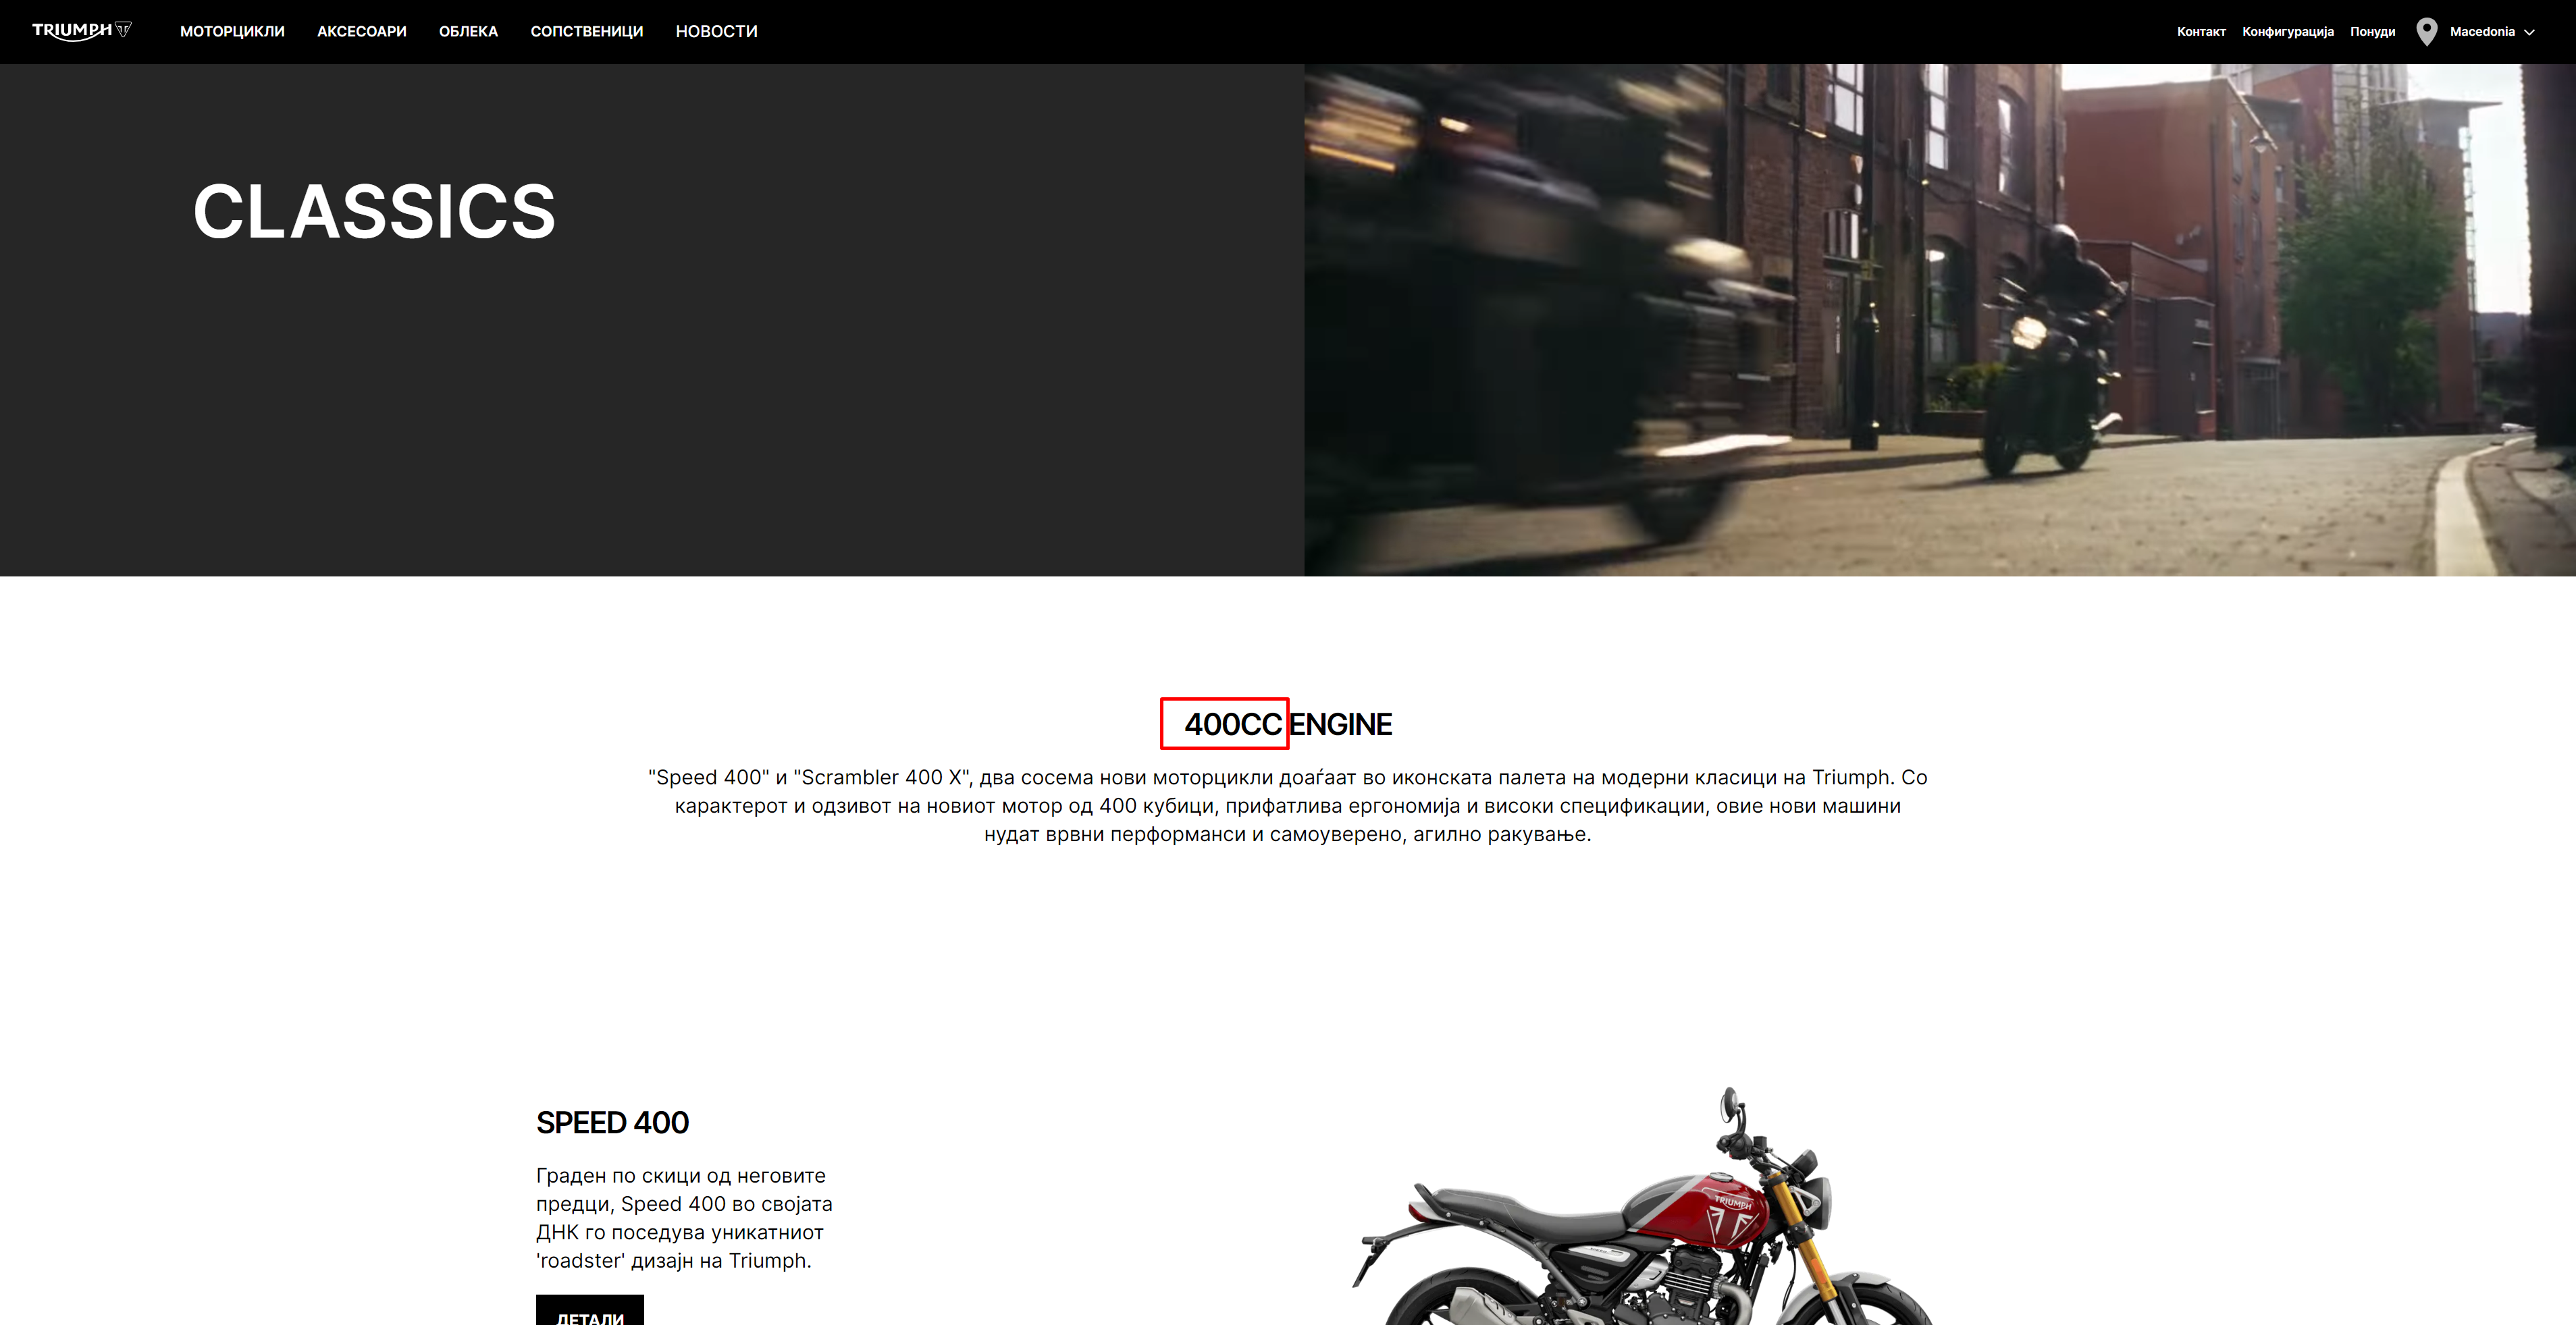 TRIUMPH МОТОРЦИКЛИ АКСЕСОАРИ ОБЛЕКА СОПСТВЕНИЦИ НОВОСТИ Контакт Конфигурација Понуди Macedonia
CLASSICS
400CC ENGINE
"Speed 400" и "Scrambler 400 X", два сосема нови моторцикли доаѓаат во иконската палета на модерни класици на Triumph. Со
карактерот и одзивот на новиот мотор од 400 кубици, прифатлива ергономија и високи спецификации, овие нови машини
нудат врвни перформанси и самоуверено, агилно ракување.
SPEED 400
Граден по скици од неговите
предци, Speed 400 во својата
ДНК го поседува уникатниот
'roadster' дизајн на Triumph.
ДЕТАЛИ
TRIUMPH